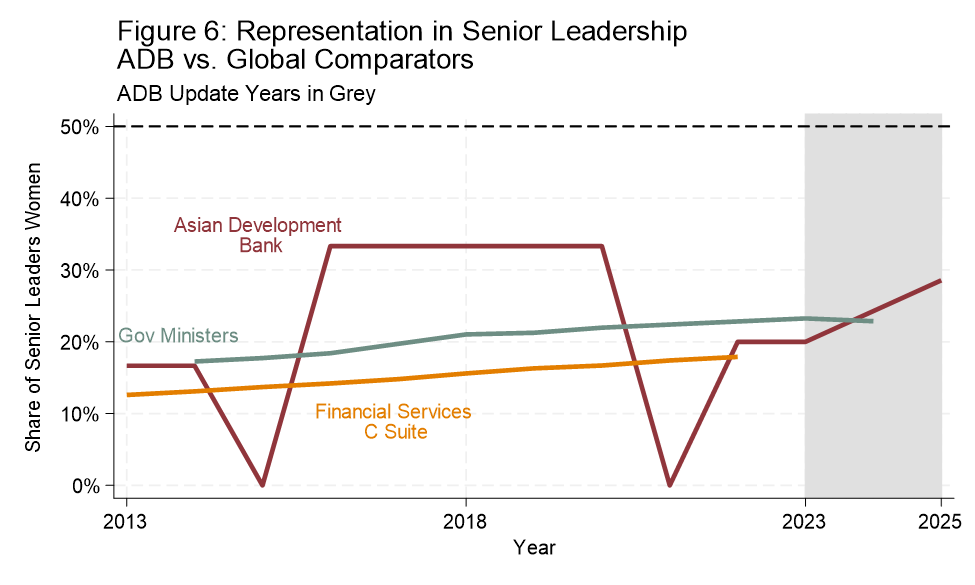 Figure 6: Representation in Senior Leadership
ADB vs. Global Comparators
ADB Update Years in Grey
Share of Senior Leaders Women
50%
40%
30%
20%
10%
0%
Asian Development
Bank
Gov Ministers
Financial Services
C Suite
2013
2018
2023
2025
Year